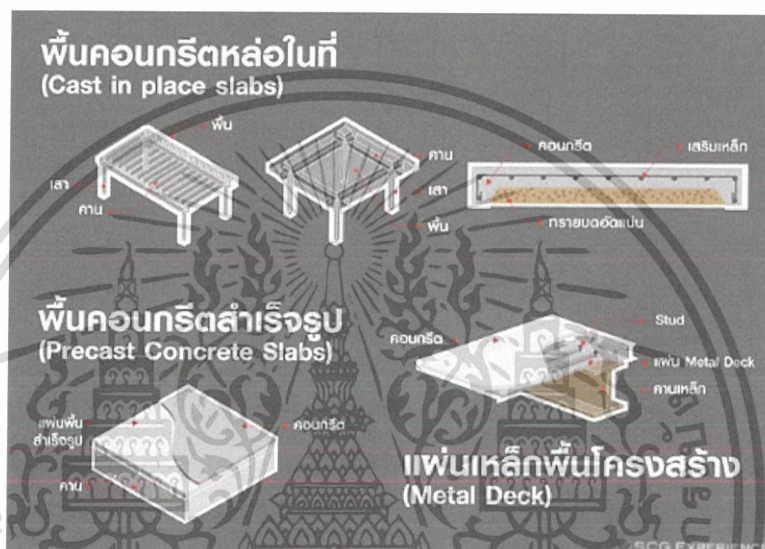 พื้นคอนกรีตหล่อในที่
(Cast in place slabs)
พื้น
เสา
คาน
คาน
เสา
พื้น
คอนกรีต
เสริมเหล็ก
ทรายบดอัดแน่น
พื้นคอนกรีตสำเร็จรูป
(Precast Concrete Slabs)
แผ่นพื้น
สำเร็จรูป
คอนกรีต
คาน
คอนกรีต
Stud
แผ่น Metal Deck
คานเหล็ก
แผ่นเหล็กพื้นโครงสร้าง
(Metal Deck)
SCG EXPERIENCE